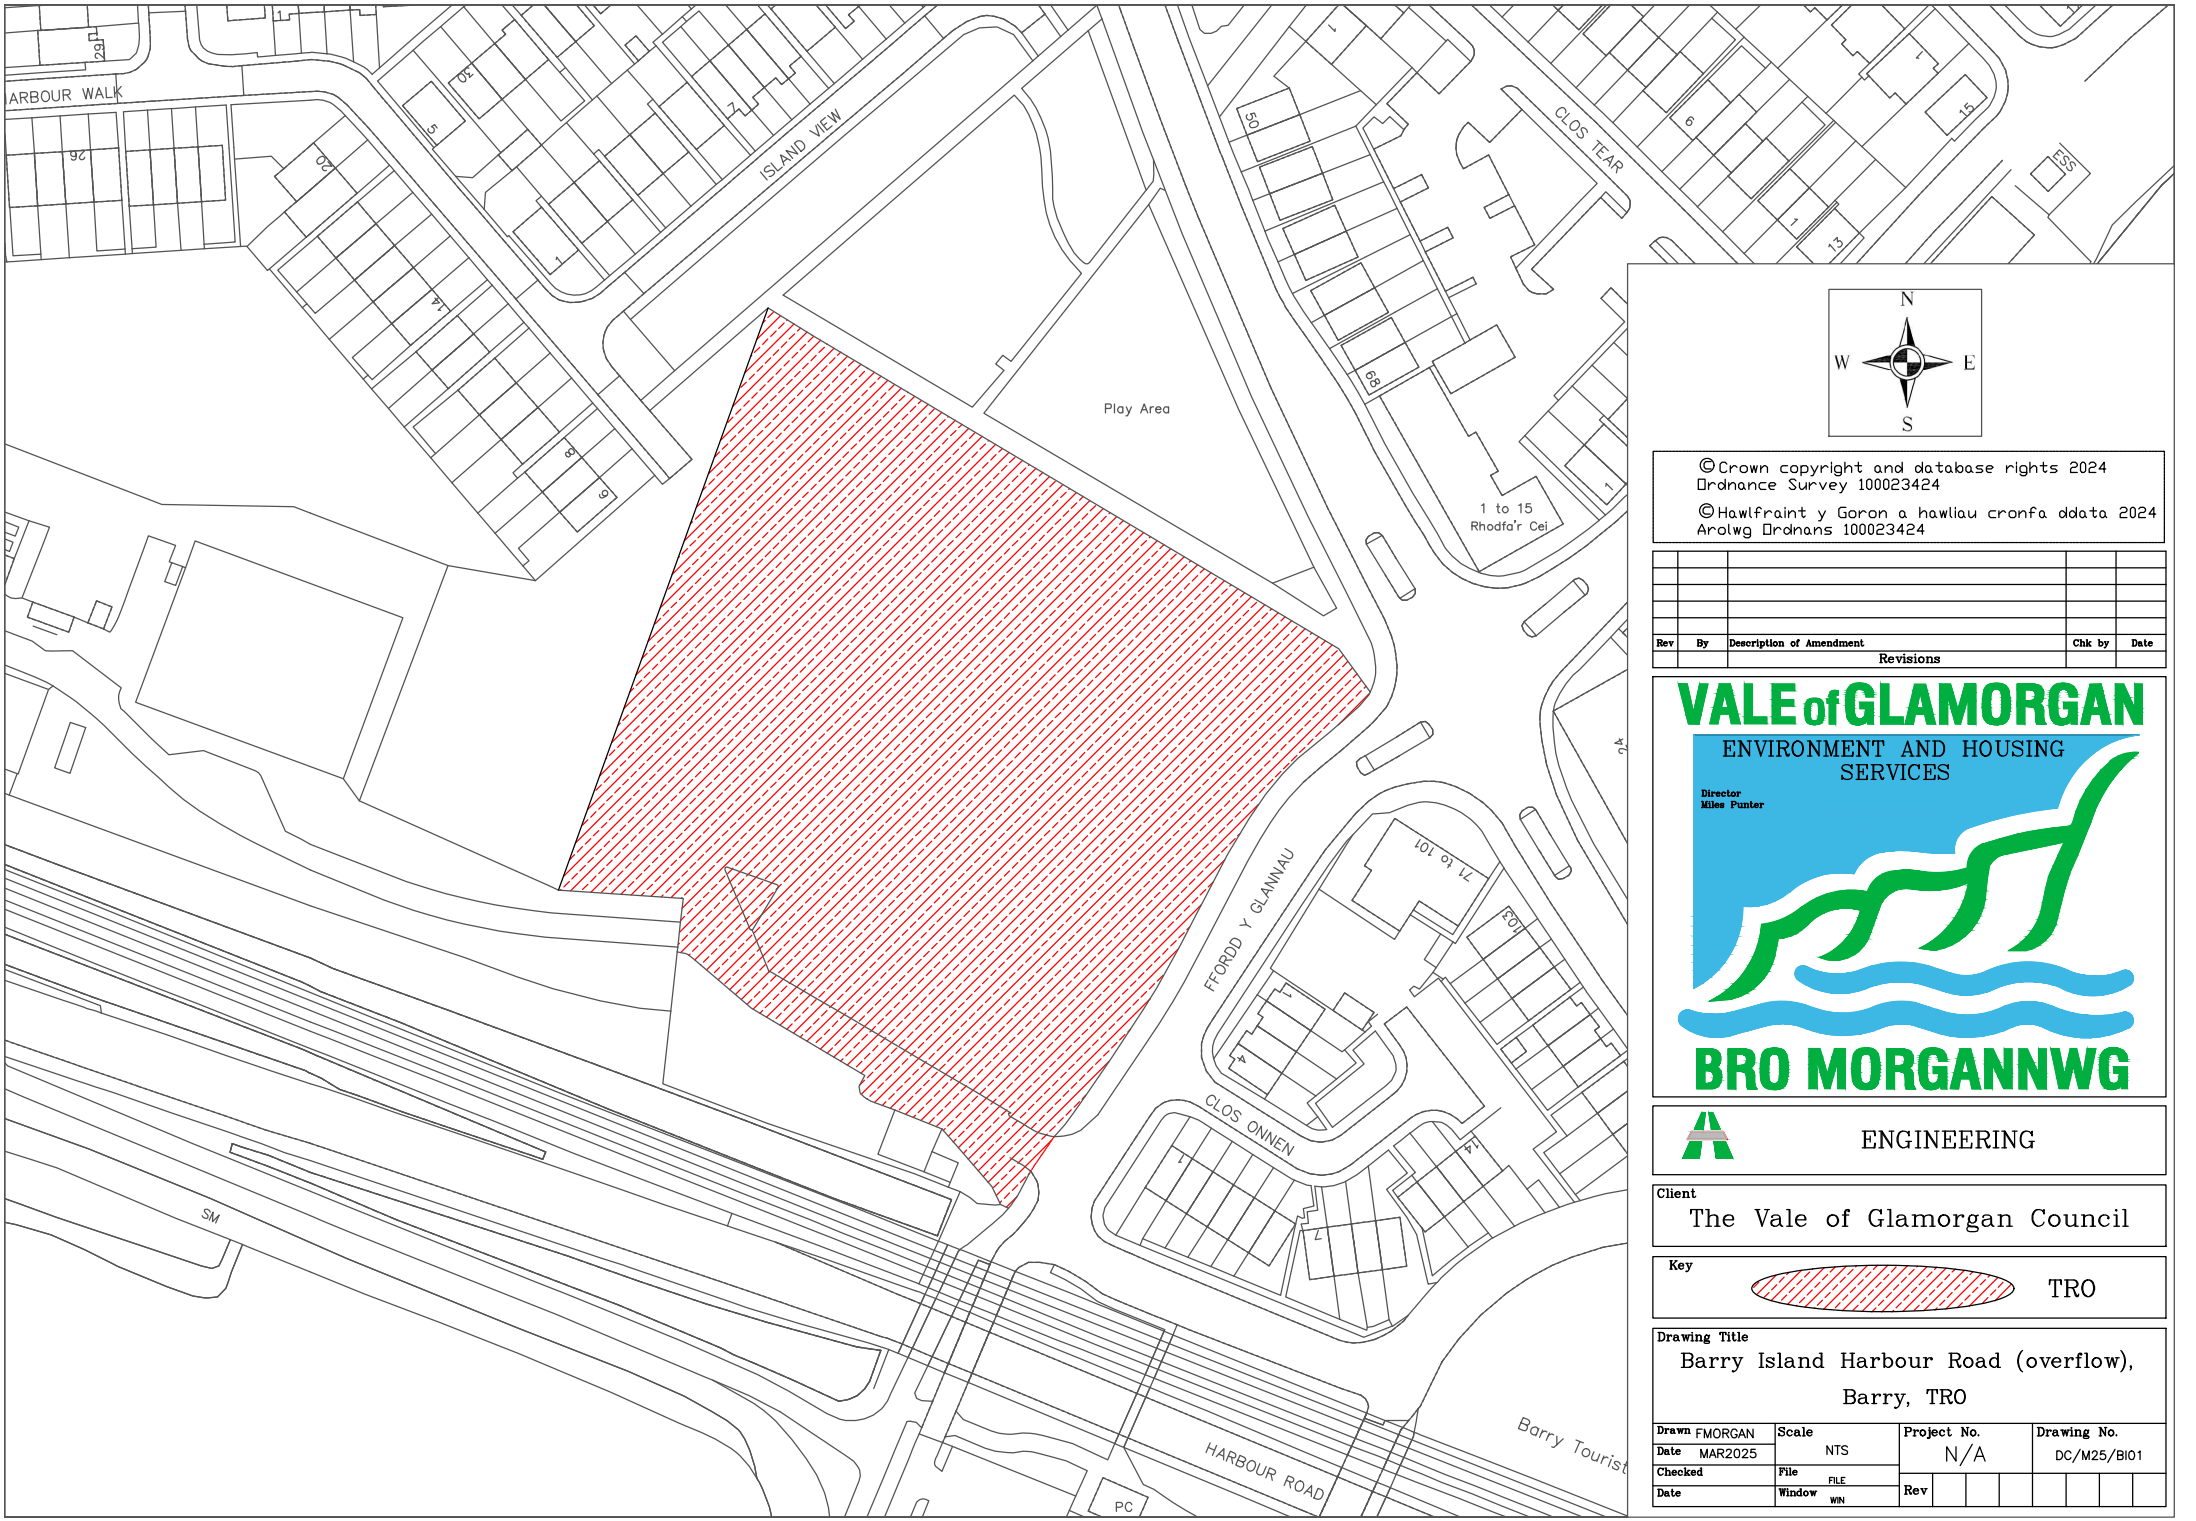 29
1
ARBOUR WALK
26
20
5
30
7
ISLAND VIEW
1
14
8
6
50
68
1
CLOS TEAR
6
1
15
ESS
1
13
Play Area
1 to 15
Rhodfa'r Cei
1
24
71 to 101
103
FFORDD Y GLANNAU
1
4
CLOS ONNEN
1
7
14
SM
HARBOUR ROAD
PC
Barry Tourist
N
W E
S
©Crown copyright and database rights 2024
Ordnance Survey 100023424
©Hawlfraint y Goron a hawliau cronfa ddata 2024
Arolwg Ordnans 100023424
Rev By Description of Amendment Chk by Date
Revisions
VALE of GLAMORGAN
ENVIRONMENT AND HOUSING
SERVICES
Director
Miles Punter
BRO MORGANNWG
ENGINEERING
Client
The Vale of Glamorgan Council
Key
TRO
Drawing Title
Barry Island Harbour Road (overflow),
Barry, TRO
Drawn FMORGAN
Date MAR2025
Checked
Date
Scale
NTS
File
FILE
Window
WIN
Project No.
N/A
Rev
Drawing No.
DC/M25/BI01